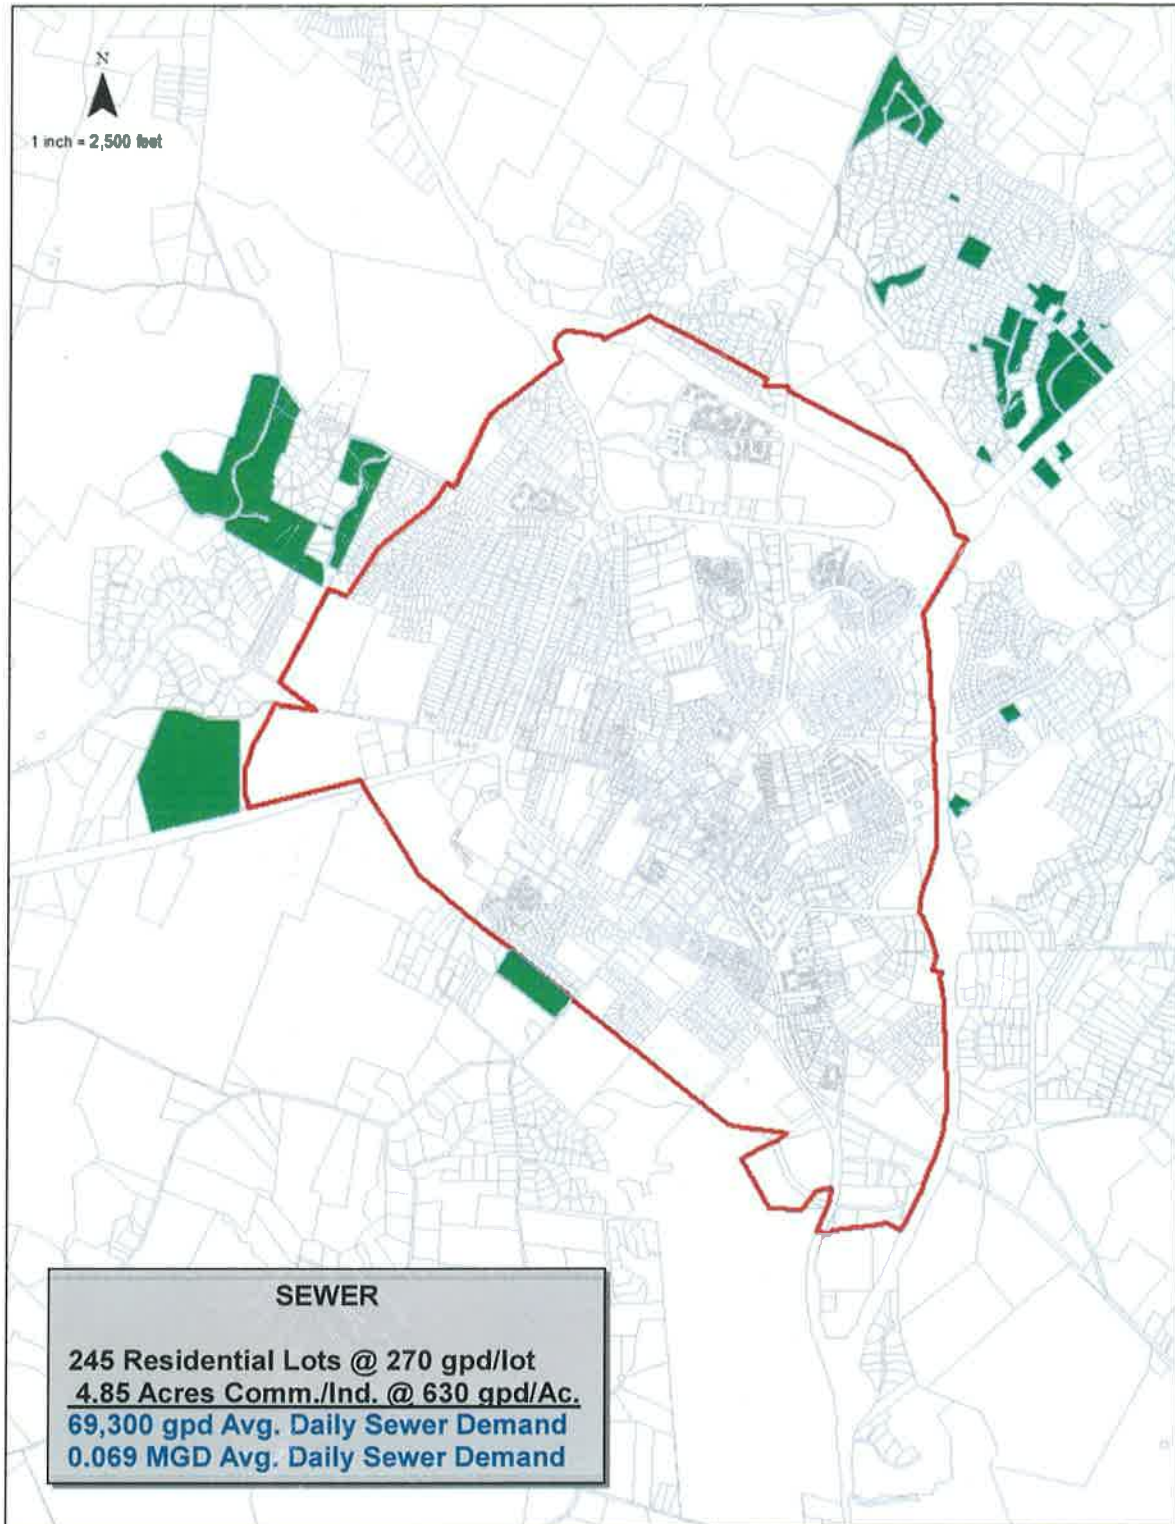 N
1 inch = 2,500 feet
SEWER
245 Residential Lots @ 270 gpd/lot
4.85 Acres Comm./Ind. @ 630 gpd/Ac.
69,300 gpd Avg. Daily Sewer Demand
0.069 MGD Avg. Daily Sewer Demand